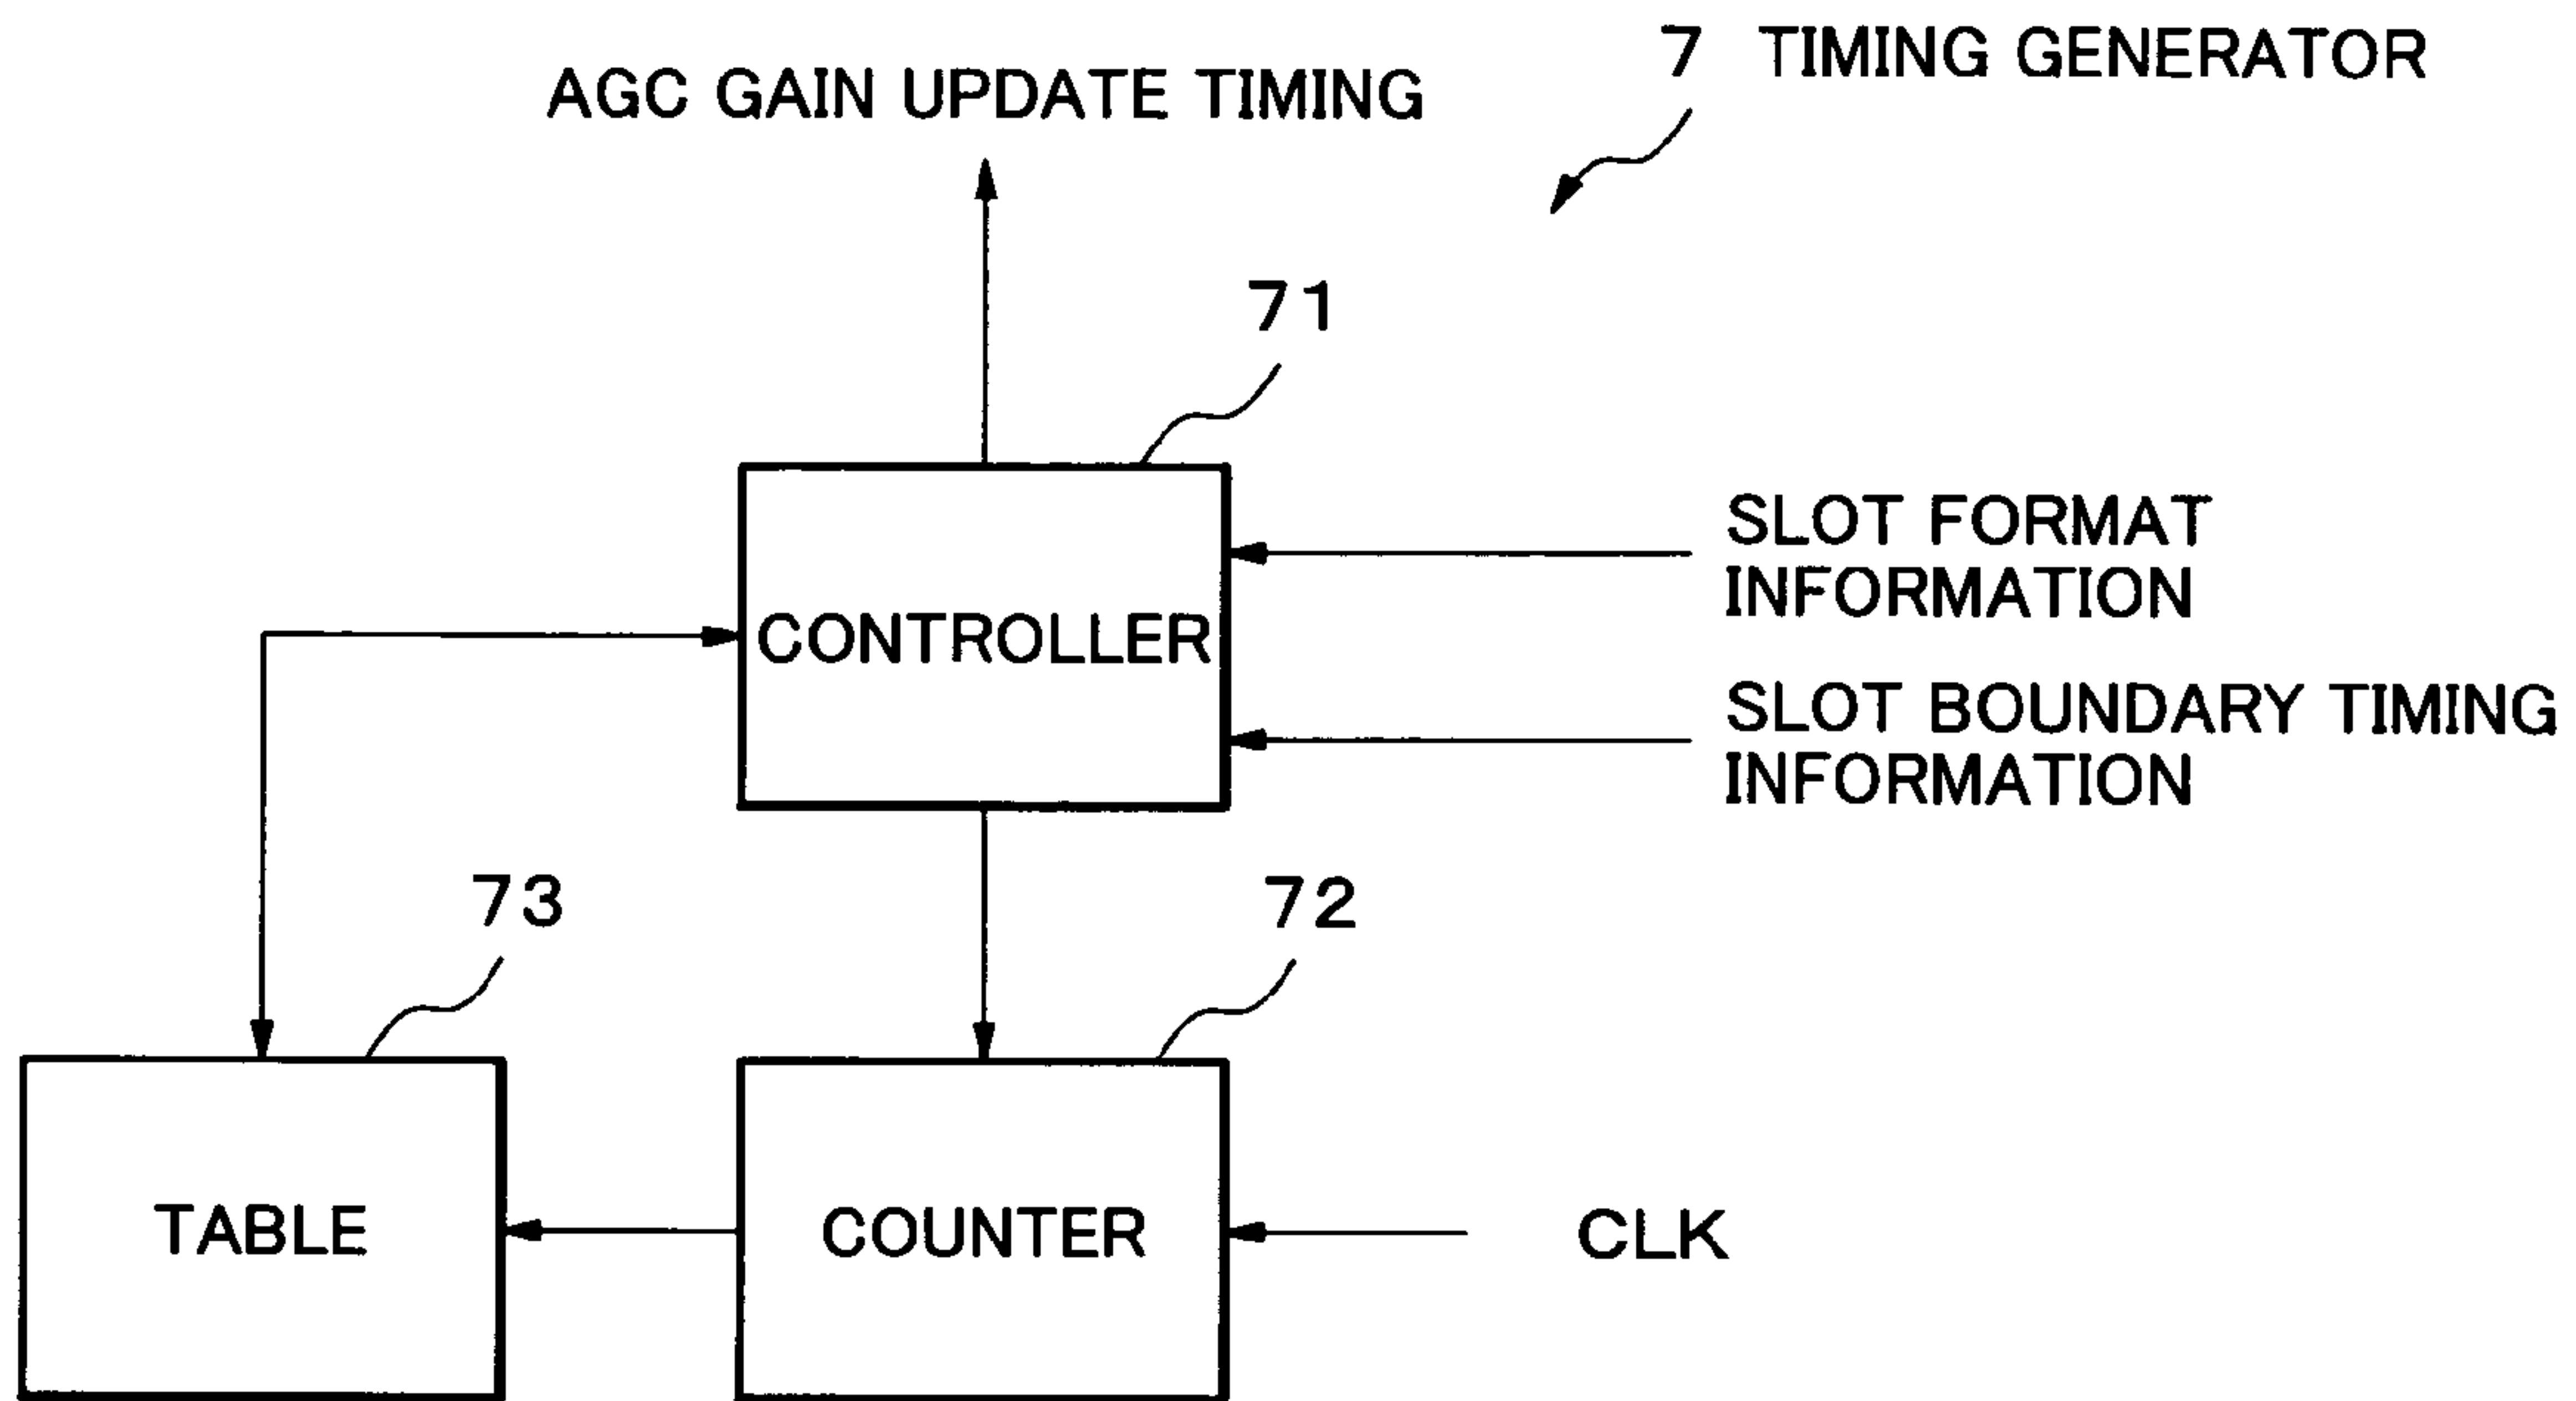 7 TIMING GENERATOR
AGC GAIN UPDATE TIMING
71
SLOT FORMAT
INFORMATION
CONTROLLER
SLOT BOUNDARY TIMING
INFORMATION
73
72
TABLE
COUNTER
CLK